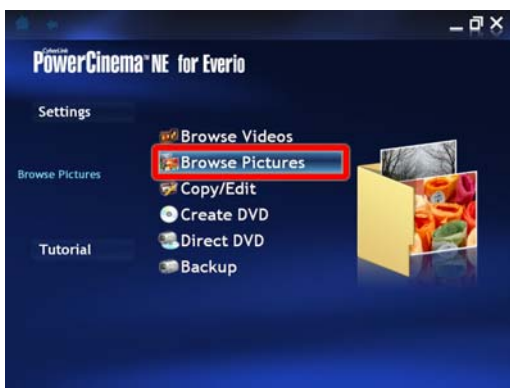 CyberLink
PowerCinema™ NE for Everio
Settings
Browse Videos
Browse Pictures
Browse Pictures
Copy/Edit
Create DVD
Direct DVD
Tutorial
Backup